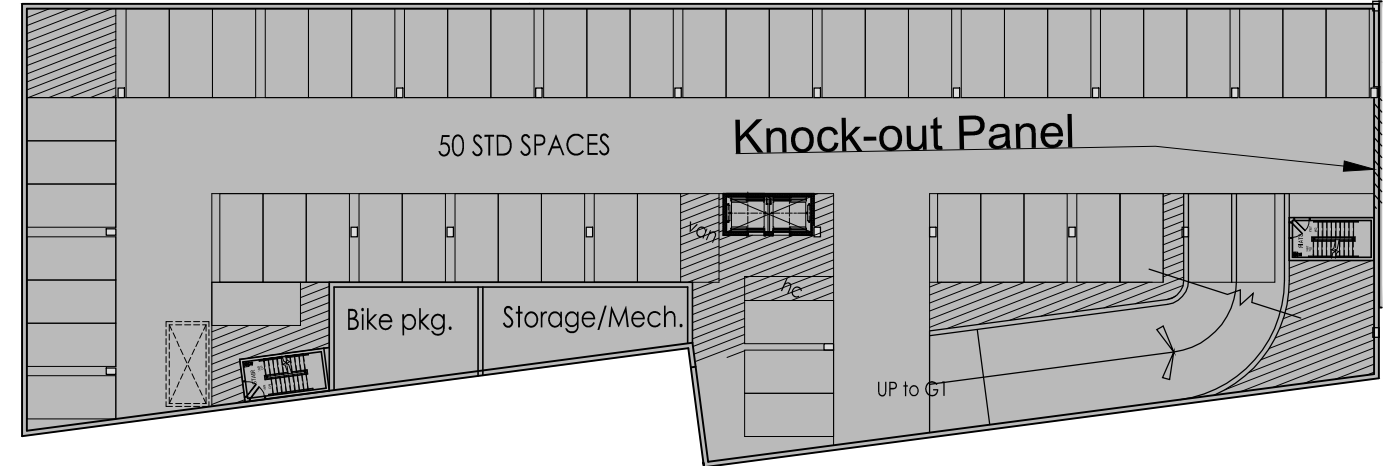 50 STD SPACES
Knock-out Panel
van
hc
Bike pkg.
Storage/Mech.
UP to G1